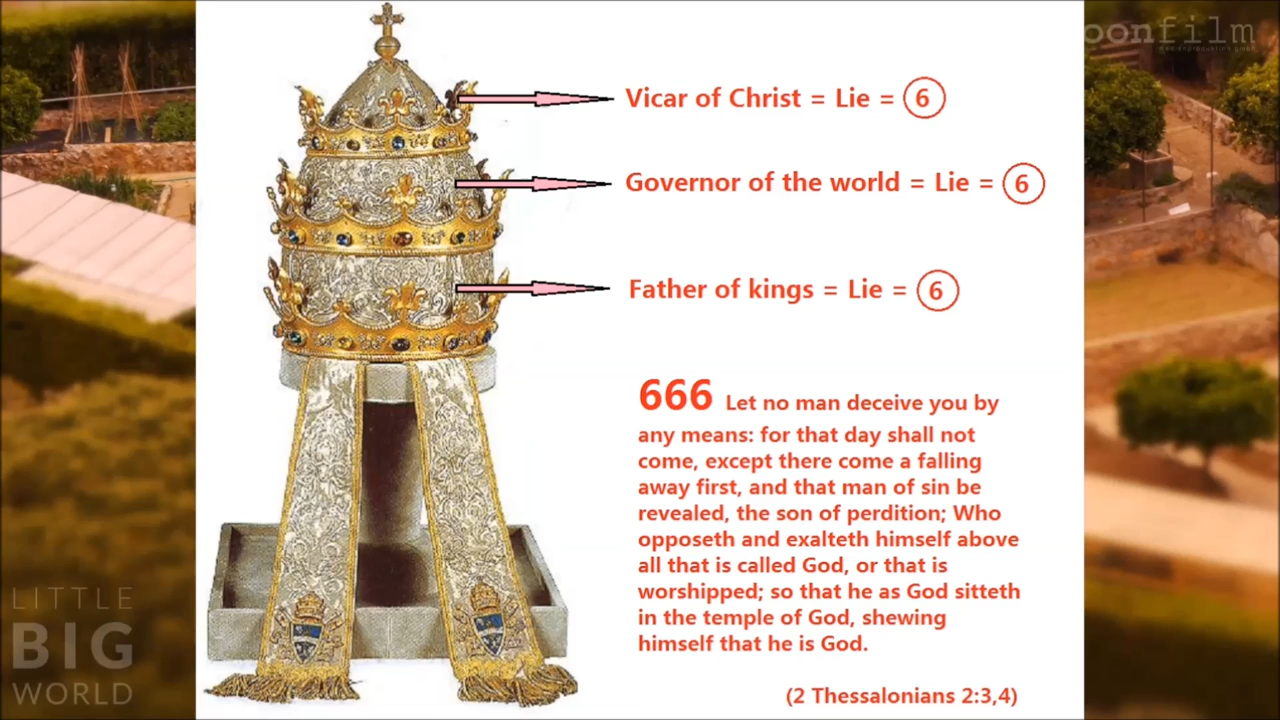 oonfilm
Vicar of Christ = Lie = 6
Governor of the world = Lie = 6
Father of kings = Lie = 6
666 Let no man deceive you by
any means: for that day shall not
come, except there come a falling
away first, and that man of sin be
revealed, the son of perdition; Who
opposeth and exalteth himself above
all that is called God, or that is
worshipped; so that he as God sitteth
in the temple of God, shewing
himself that he is God.
(2 Thessalonians 2:3,4)
LITTLE
BIG
WORLD